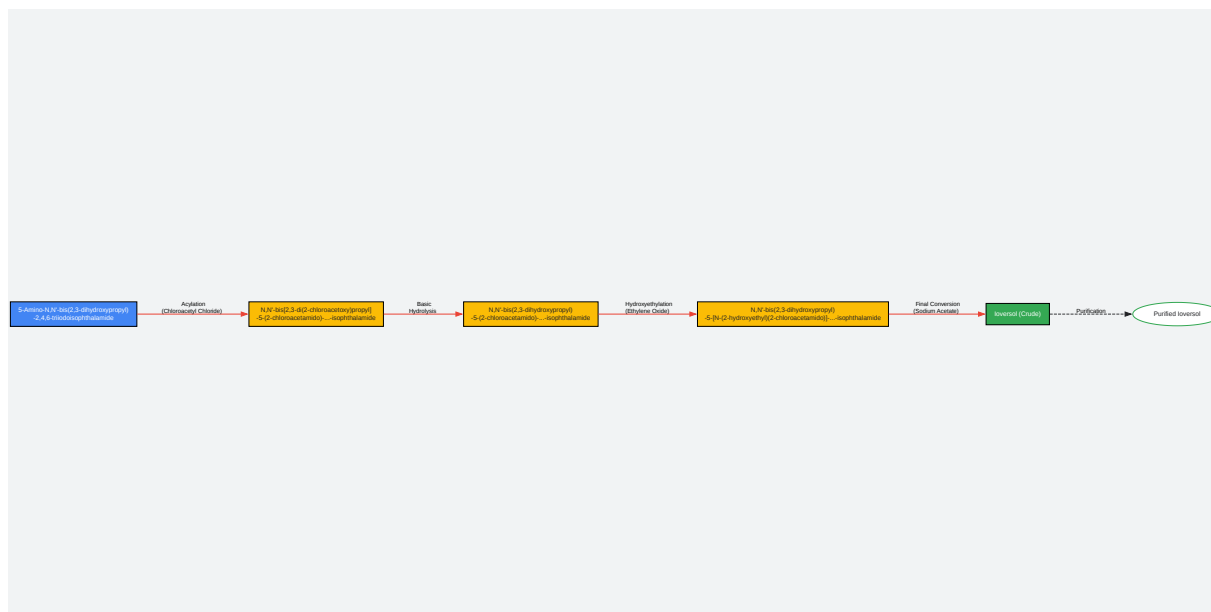 5-Amino-N,N'-bis(2,3-dihydroxypropyl)
-2,4,6-triiodoisophthalamide
Acylation
(Chloroacetyl Chloride)
N,N'-bis[2,3-di(2-chloroacetoxy)propyl]
-5-(2-chloroacetamido)-...-isophthalamide
Basic
Hydrolysis
N,N'-bis(2,3-dihydroxypropyl)
-5-(2-chloroacetamido)-...-isophthalamide
Hydroxyethylation
(Ethylene Oxide)
N,N'-bis(2,3-dihydroxypropyl)
-5-[N-(2-hydroxyethyl)(2-chloroacetamido)]-...-isophthalamide
Final Conversion
(Sodium Acetate)
Ioversol (Crude)
Purification
Purified Ioversol